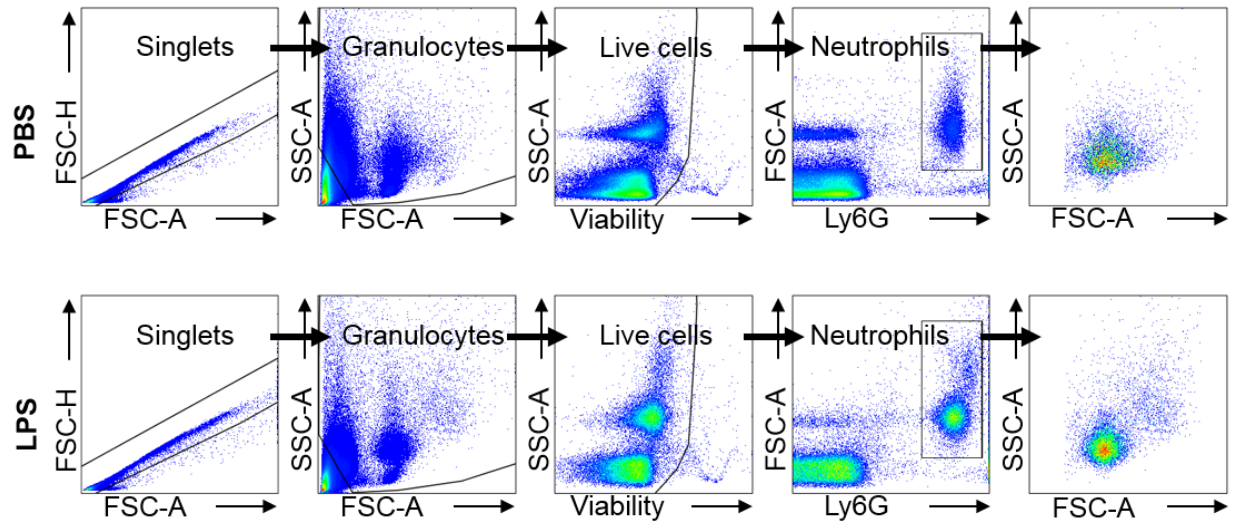 Singlets
Granulocytes
Live cells
Neutrophils
PBS
FSC-H
SSC-A
SSC-A
FSC-A
SSC-A
FSC-A
FSC-A
Viability
Ly6G
FSC-A
Singlets
Granulocytes
Live cells
Neutrophils
LPS
FSC-H
SSC-A
SSC-A
FSC-A
SSC-A
FSC-A
FSC-A
Viability
Ly6G
FSC-A